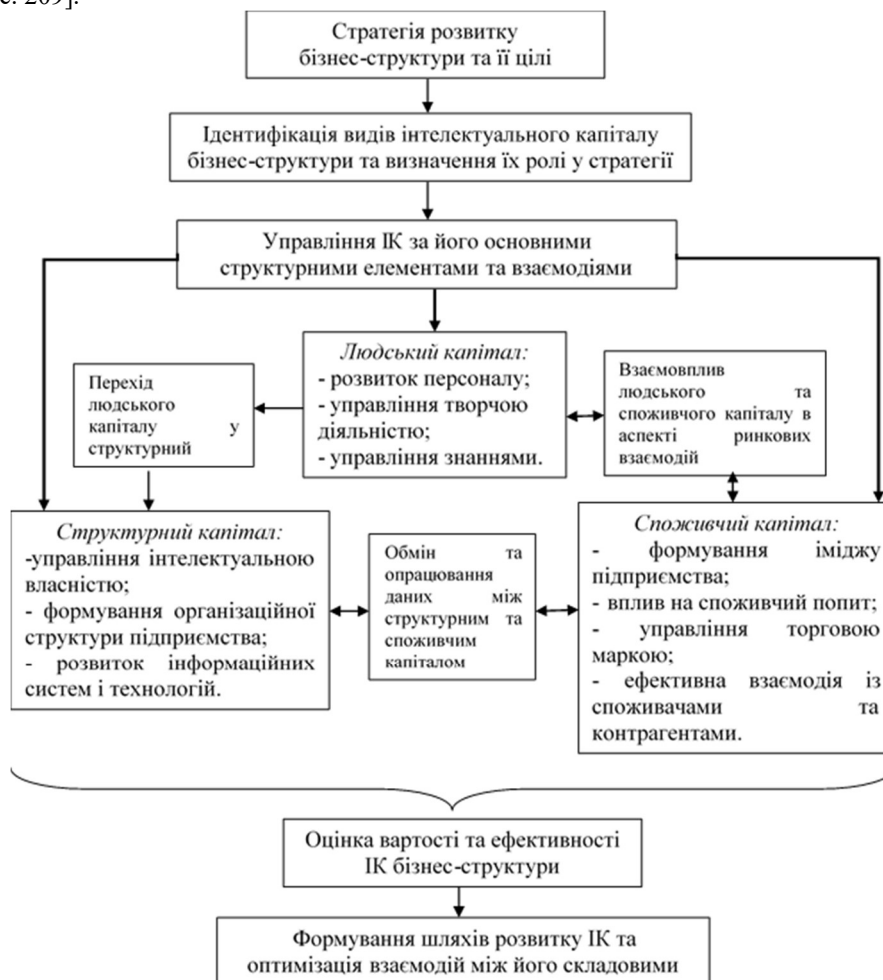 с. 209].
Стратегія розвитку
бізнес-структури та її цілі
Ідентифікація видів інтелектуального капіталу
бізнес-структури та визначення їх ролі у стратегії
Управління ІК за його основними
структурними елементами та взаємодіями
Людський капітал:
- розвиток персоналу;
- управління творчою
діяльністю;
- управління знаннями.
Перехід
людського
капіталу у
структурний
Взаємовплив
людського та
споживчого капіталу в
аспекті ринкових
взаємодій
Структурний капітал:
-управління інтелектуальною
власністю;
- формування організаційної
структури підприємства;
- розвиток інформаційних
систем і технологій.
Обмін та
опрацювання
даних між
структурним та
споживчим
капіталом
Споживчий капітал:
- формування іміджу
підприємства;
- вплив на споживчий попит;
- управління торговою
маркою;
- ефективна взаємодія із
споживачами та
контрагентами.
Оцінка вартості та ефективності
ІК бізнес-структури
Формування шляхів розвитку ІК та
оптимізація взаємодій між його складовими